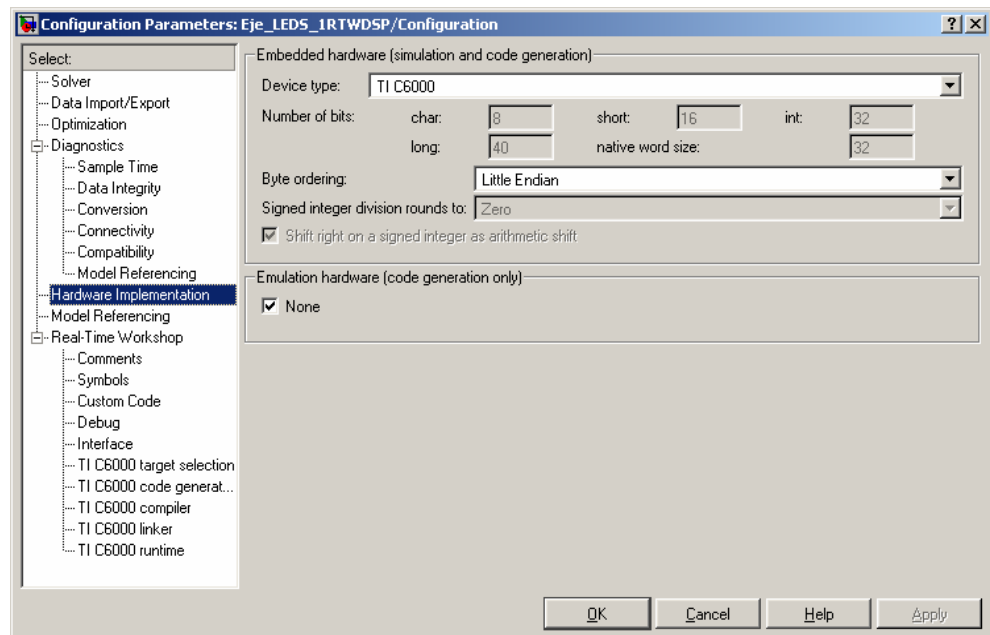 Configuration Parameters: Eje_LEDS_1RTWDSP/Configuration
Select:
Solver
Data Import/Export
Optimization
Diagnostics
Sample Time
Data Integrity
Conversion
Connectivity
Compatibility
Model Referencing
Hardware Implementation
Model Referencing
Real-Time Workshop
Comments
Symbols
Custom Code
Debug
Interface
TI C6000 target selection
TI C6000 code generat...
TI C6000 compiler
TI C6000 linker
TI C6000 runtime
Embedded hardware (simulation and code generation)
Device type: TI C6000
Number of bits: char: 8 short: 16 int: 32
long: 40 native word size: 32
Byte ordering: Little Endian
Signed integer division rounds to: Zero
Shift right on a signed integer as arithmetic shift
Emulation hardware (code generation only)
None
OK Cancel Help Apply